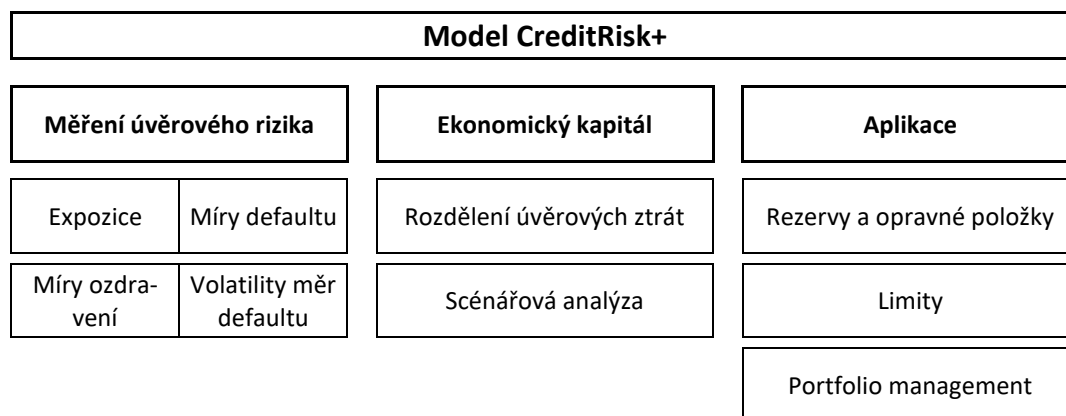 Model CreditRisk+
Měření úvěrového rizika
Ekonomický kapitál
Aplikace
Expozice
Míry defaultu
Rozdělení úvěrových ztrát
Rezervy a opravné položky
Míry ozdra-
vení
Volatility měr
defaultu
Scénářová analýza
Limity
Portfolio management